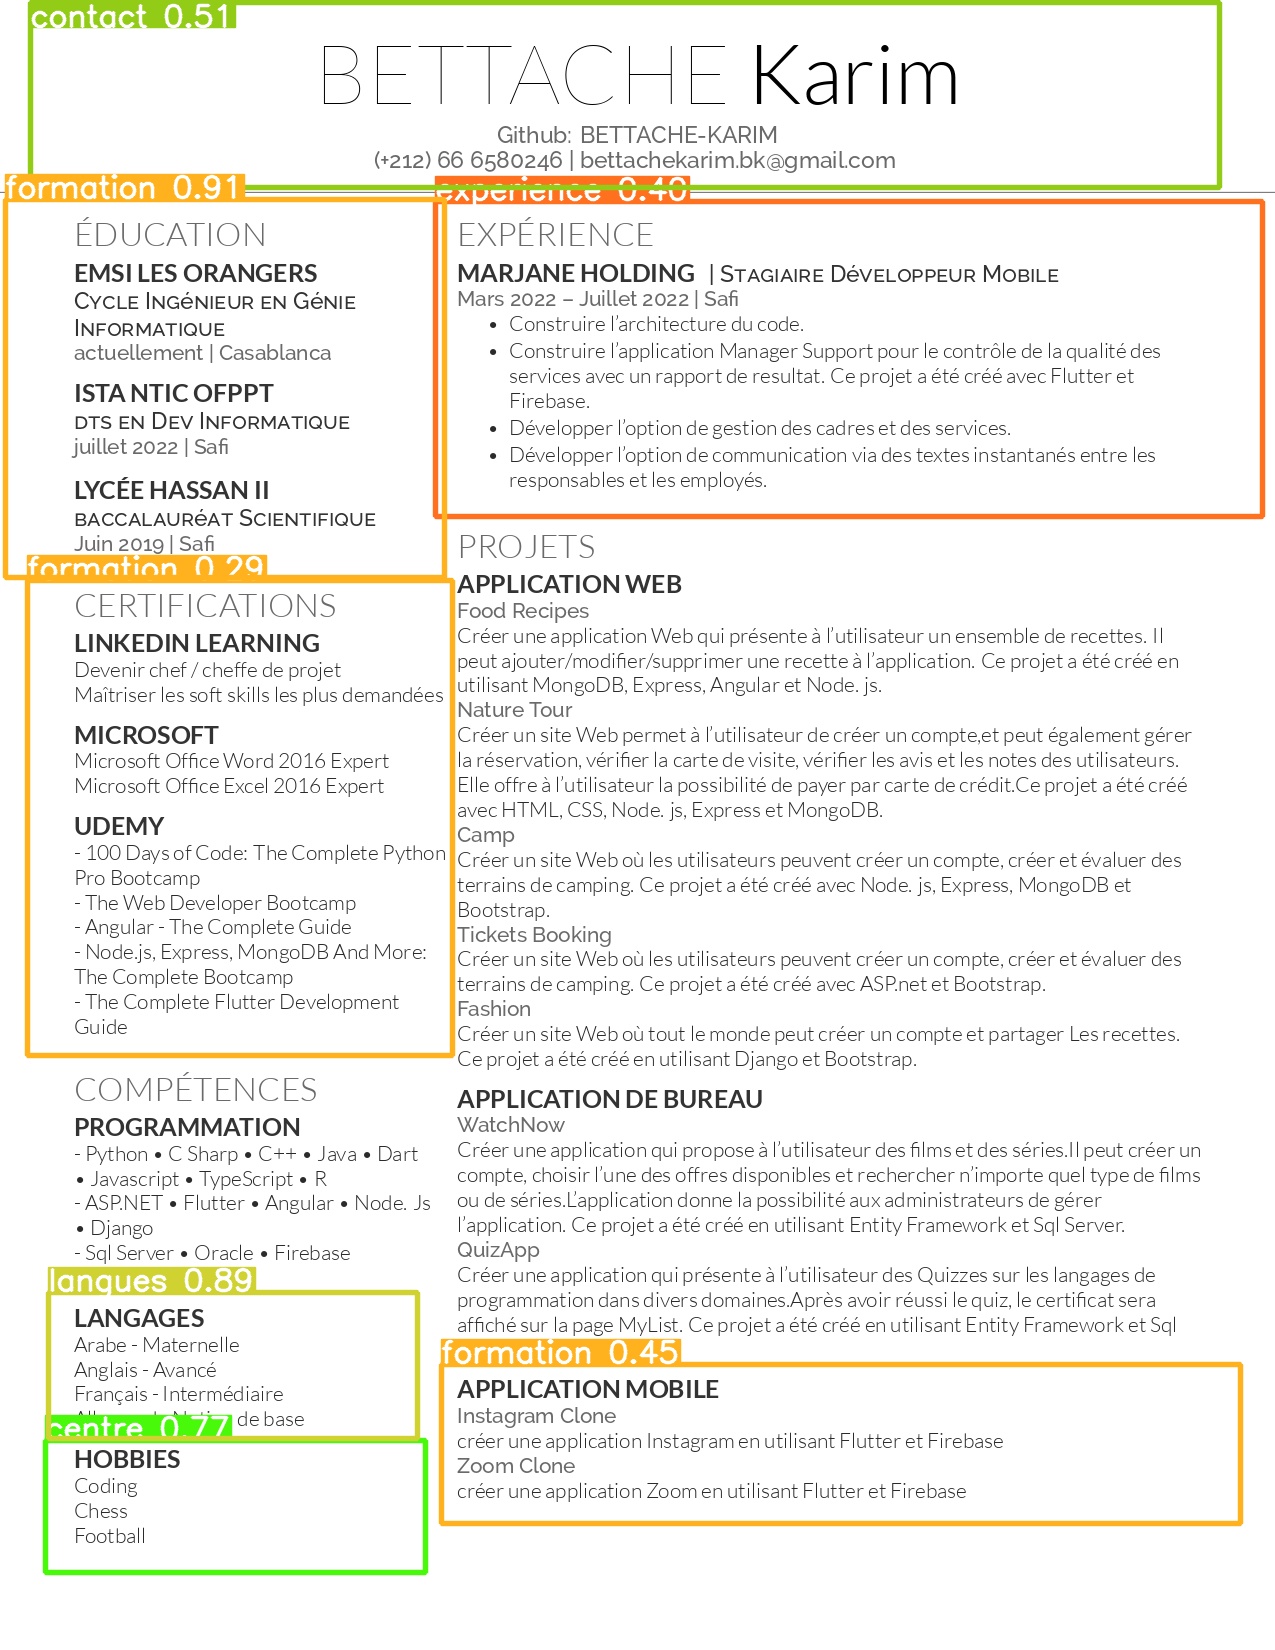 contact 0.51
BETTACHE Karim
Github: BETTACHE-KARIM
(+212) 66 6580246 | bettachekarim.bk@gmail.com
formation 0.91
ÉDUCATION
EMSI LES ORANGERS
Cycle Ingénieur en Génie
Informatique
actuellement | Casablanca
ISTA NTIC OFPPT
dts en Dev Informatique
juillet 2022 | Safi
LYCÉE HASSAN II
baccalauréat Scientifique
Juin 2019 | Safi
formation 0.29
CERTIFICATIONS
LINKEDIN LEARNING
Devenir chef / cheffe de projet
Maîtriser les soft skills les plus demandées
MICROSOFT
Microsoft Office Word 2016 Expert
Microsoft Office Excel 2016 Expert
UDEMY
- 100 Days of Code: The Complete Python
Pro Bootcamp
- The Web Developer Bootcamp
- Angular - The Complete Guide
- Node.js, Express, MongoDB And More:
The Complete Bootcamp
- The Complete Flutter Development
Guide
COMPÉTENCES
PROGRAMMATION
- Python • C Sharp • C++ • Java • Dart
• Javascript • TypeScript • R
- ASP.NET • Flutter • Angular • Node. Js
• Django
- Sql Server • Oracle • Firebase
langues 0.89
LANGAGES
Arabe - Maternelle
Anglais - Avancé
Français - Intermédiaire
de base
centre 0.77
HOBBIES
Coding
Chess
Football
experience 0.40
EXPÉRIENCE
MARJANE HOLDING | Stagiaire Développeur Mobile
Mars 2022 – Juillet 2022 | Safi
• Construire l’architecture du code.
• Construire l’application Manager Support pour le contrôle de la qualité des
services avec un rapport de resultat. Ce projet a été créé avec Flutter et
Firebase.
• Développer l’option de gestion des cadres et des services.
• Développer l’option de communication via des textes instantanés entre les
responsables et les employés.
PROJETS
APPLICATION WEB
Food Recipes
Créer une application Web qui présente à l’utilisateur un ensemble de recettes. Il
peut ajouter/modifier/supprimer une recette à l’application. Ce projet a été créé en
utilisant MongoDB, Express, Angular et Node. js.
Nature Tour
Créer un site Web permet à l’utilisateur de créer un compte,et peut également gérer
la réservation, vérifier la carte de visite, vérifier les avis et les notes des utilisateurs.
Elle offre à l’utilisateur la possibilité de payer par carte de crédit.Ce projet a été créé
avec HTML, CSS, Node. js, Express et MongoDB.
Camp
Créer un site Web où les utilisateurs peuvent créer un compte, créer et évaluer des
terrains de camping. Ce projet a été créé avec Node. js, Express, MongoDB et
Bootstrap.
Tickets Booking
Créer un site Web où les utilisateurs peuvent créer un compte, créer et évaluer des
terrains de camping. Ce projet a été créé avec ASP.net et Bootstrap.
Fashion
Créer un site Web où tout le monde peut créer un compte et partager Les recettes.
Ce projet a été créé en utilisant Django et Bootstrap.
APPLICATION DE BUREAU
WatchNow
Créer une application qui propose à l’utilisateur des films et des séries.Il peut créer un
compte, choisir l’une des offres disponibles et rechercher n’importe quel type de films
ou de séries.L’application donne la possibilité aux administrateurs de gérer
l’application. Ce projet a été créé en utilisant Entity Framework et Sql Server.
QuizApp
Créer une application qui présente à l’utilisateur des Quizzes sur les langages de
programmation dans divers domaines.Après avoir réussi le quiz, le certificat sera
affiché sur la page MyList. Ce projet a été créé en utilisant Entity Framework et Sql
formation 0.45
APPLICATION MOBILE
Instagram Clone
créer une application Instagram en utilisant Flutter et Firebase
Zoom Clone
créer une application Zoom en utilisant Flutter et Firebase